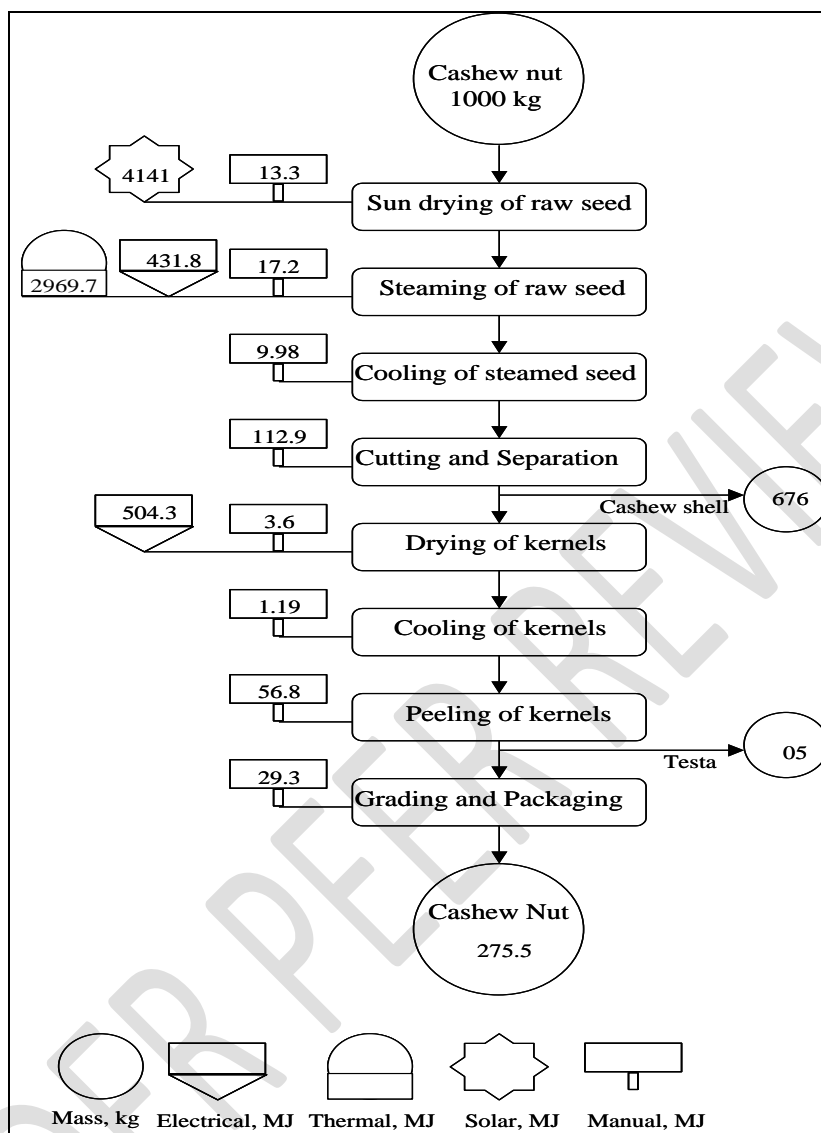 Cashew nut
1000 kg
4141
13.3
Sun drying of raw seed
2969.7
431.8
17.2
Steaming of raw seed
9.98
Cooling of steamed seed
112.9
Cutting and Separation
Cashew shell
676
504.3
3.6
Drying of kernels
1.19
Cooling of kernels
56.8
Peeling of kernels
Testa
05
29.3
Grading and Packaging
Cashew Nut
275.5
Mass, kg
Electrical, MJ
Thermal, MJ
Solar, MJ
Manual, MJ
DER PEER REVIEW